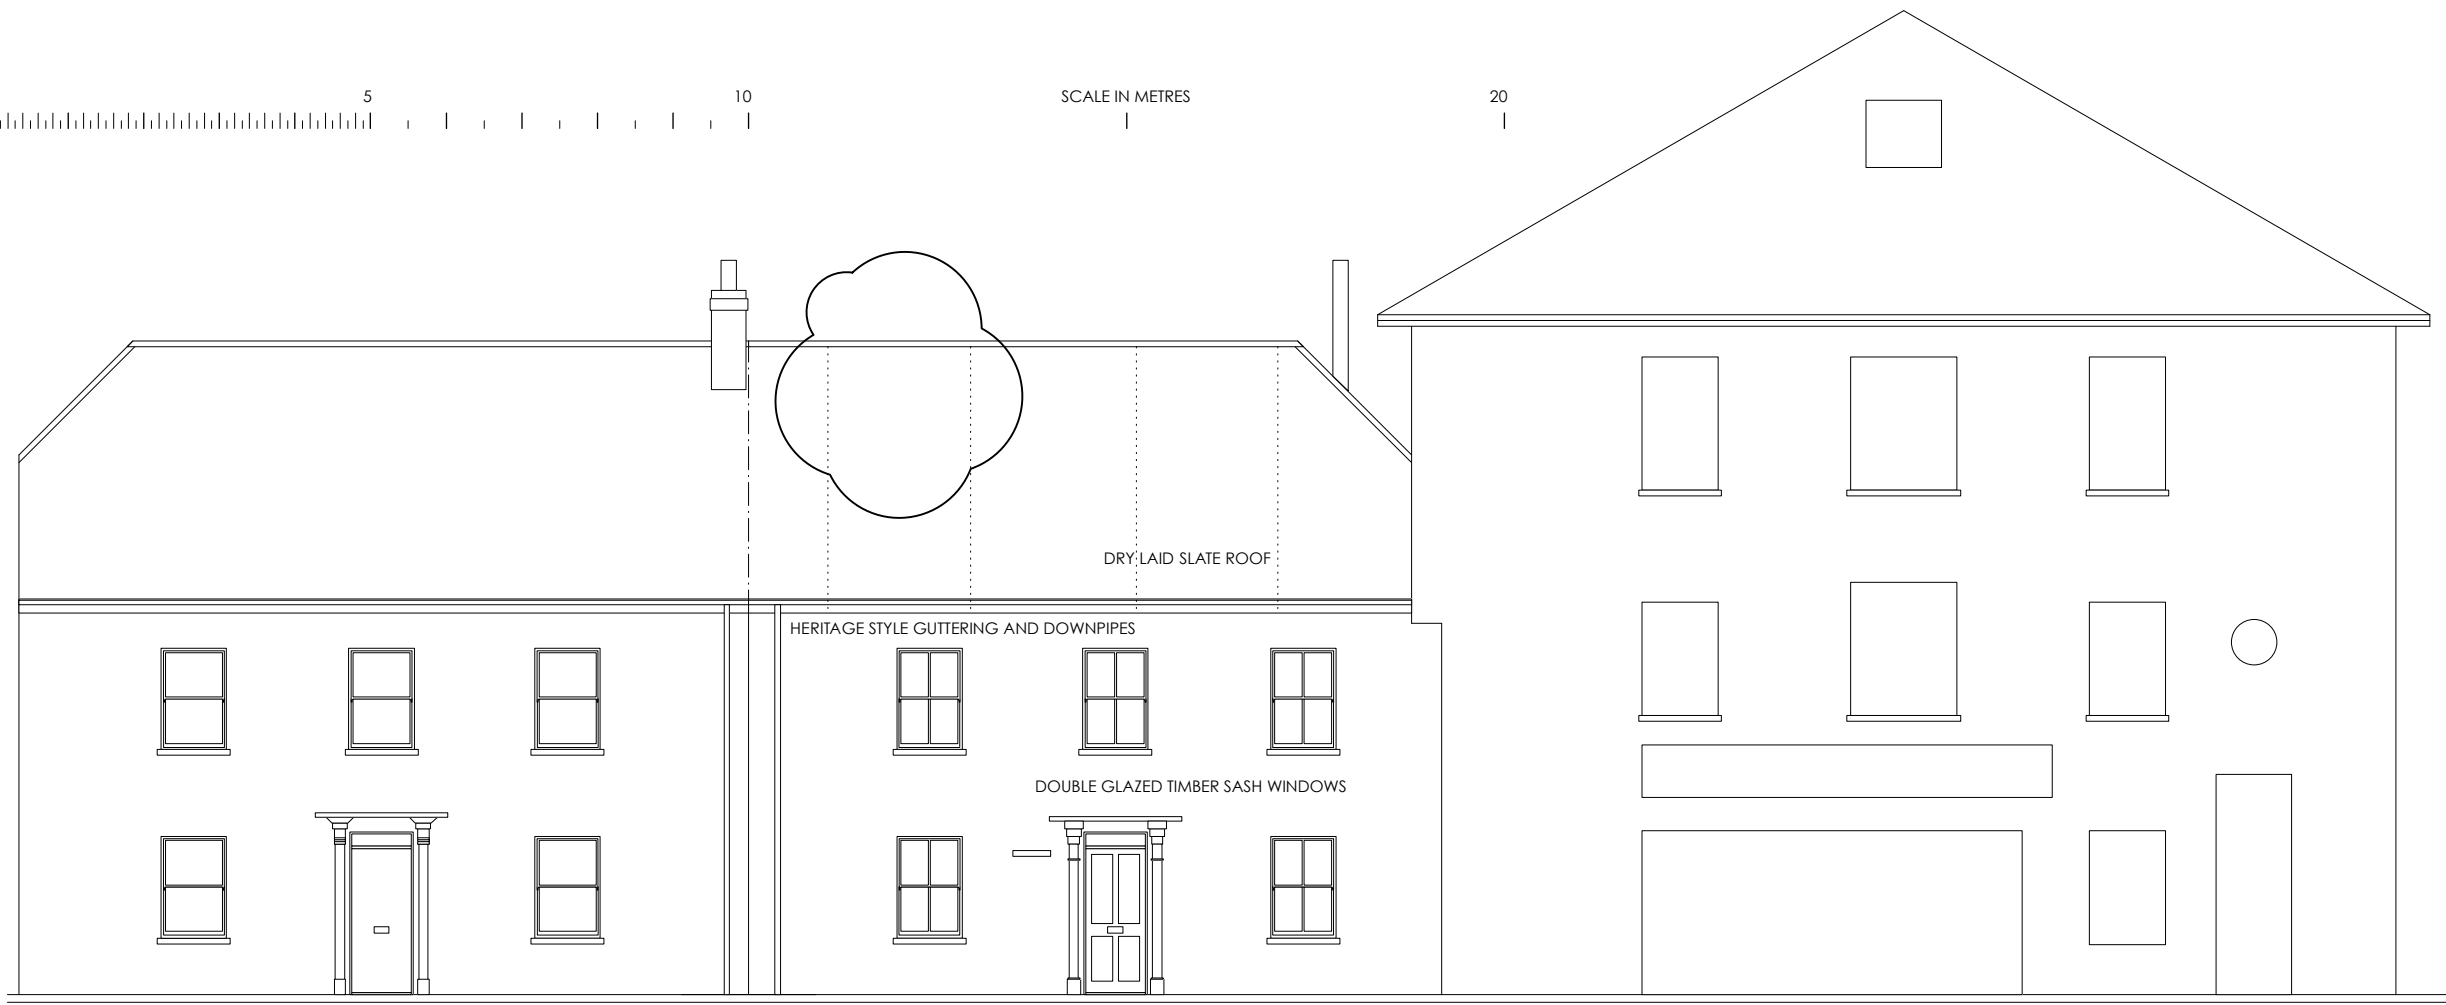 5
10
SCALE IN METRES
20
DRY LAID SLATE ROOF
HERITAGE STYLE GUTTERING AND DOWNPIPES
DOUBLE GLAZED TIMBER SASH WINDOWS